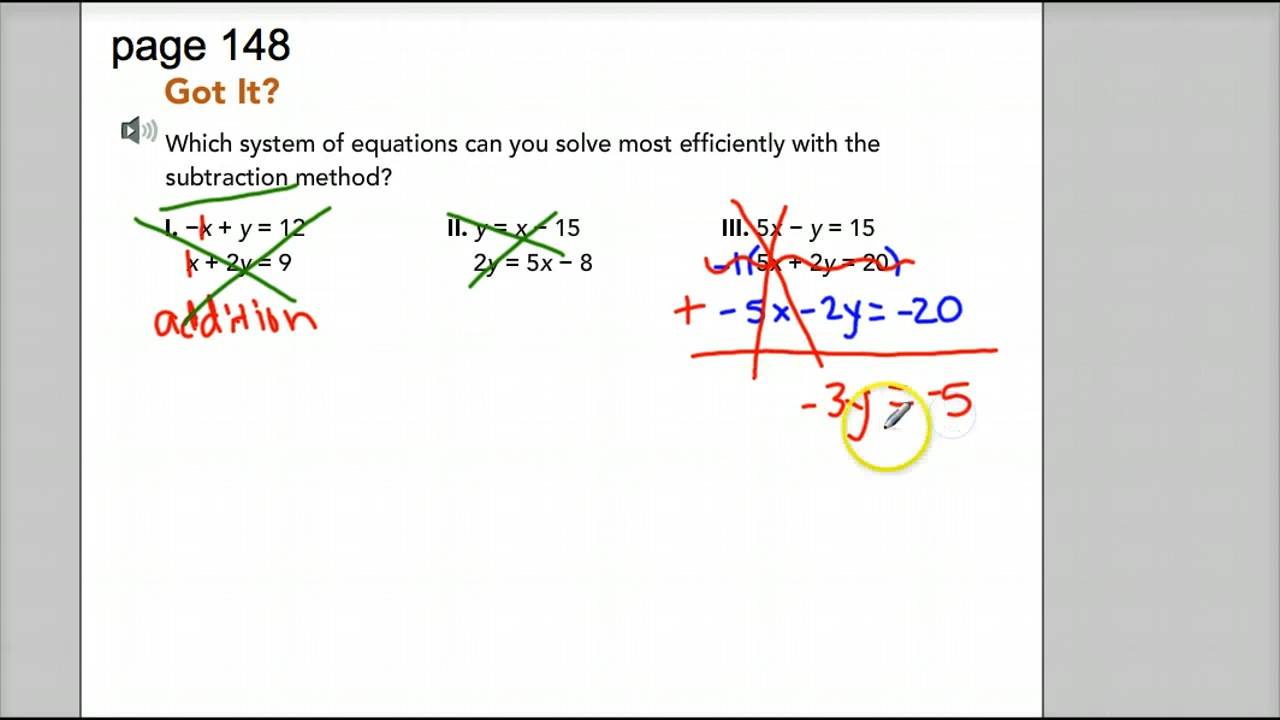 page 148
Got It?
Which system of equations can you solve most efficiently with the
subtraction method?
I. −x + y = 12
x + 2y = 9
addition
II. y = x − 15
2y = 5x − 8
III. 5x − y = 15
-1(5x + 2y = 20)
+ -5x -2y = -20
-3y = -5